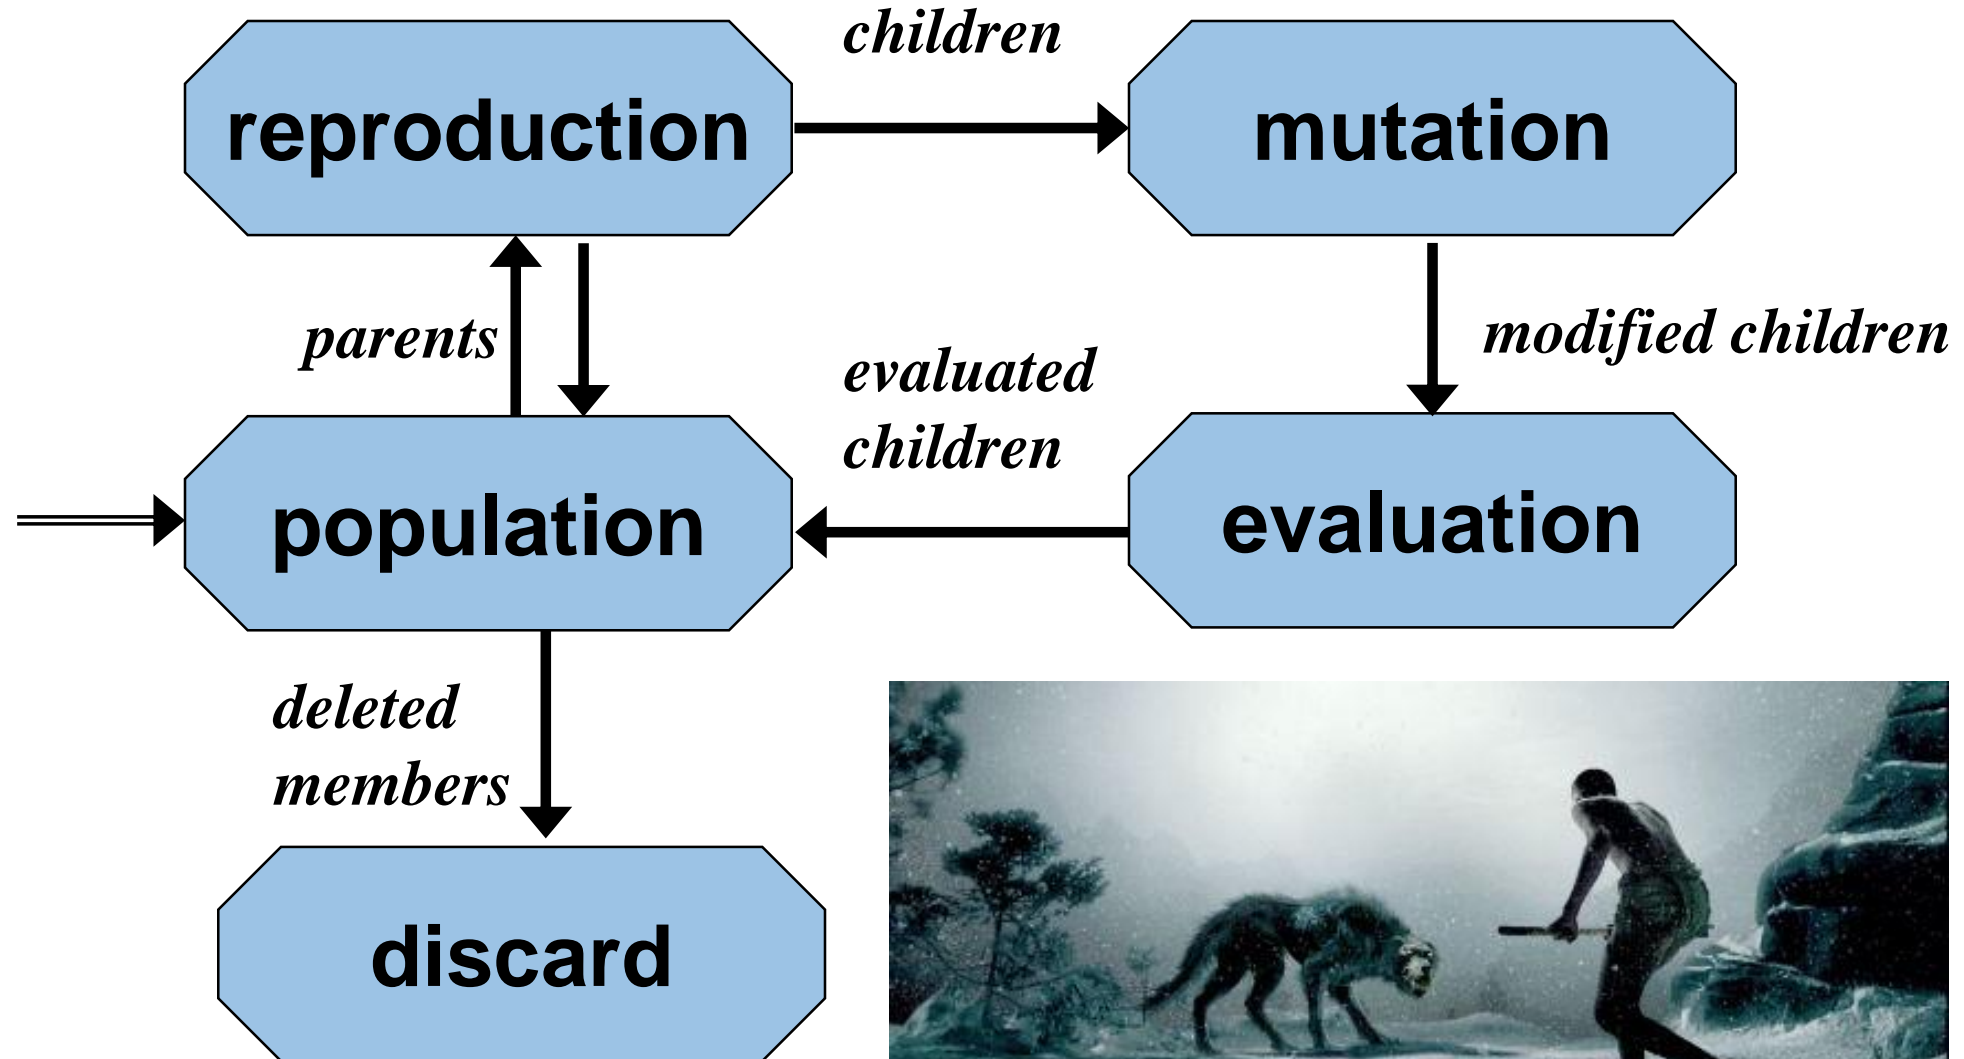 children
reproduction
mutation
parents
modified children
evaluated
children
population
evaluation
deleted
members
discard